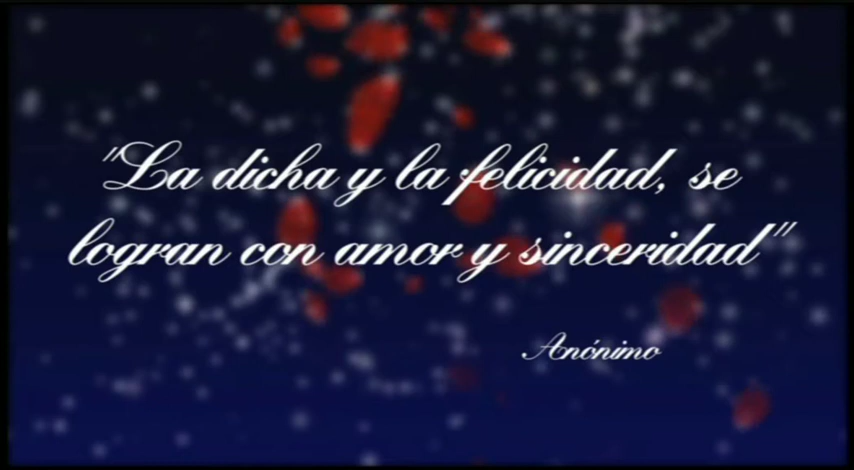 "La dicha y la felicidad, se
logran con amor y sinceridad"
Anónimo